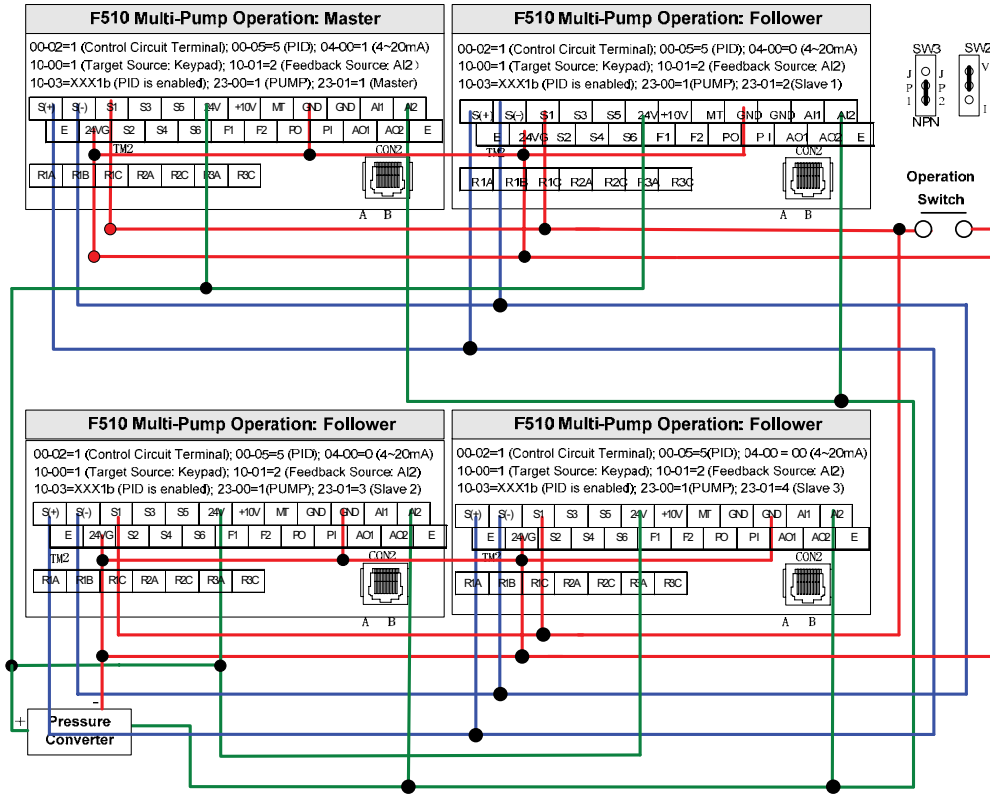 F510 Multi-Pump Operation: Master
00-02=1 (Control Circuit Terminal); 00-05=5 (PID); 04-00=1 (4~20mA)
10-00=1 (Target Source: Keypad); 10-01=2 (Feedback Source: AI2)
10-03=XXX1b (PID is enabled); 23-00=1 (PUMP); 23-01=1 (Master)
S(+) S(-) S1 S3 S5 24V +10V MT GND GND AI1 AI2
E 24VG S2 S4 S6 F1 F2 PO PI AO1 AO2 E
TM2 CON2
R1A R1B R1C R2A R2C R3A R3C
A B
F510 Multi-Pump Operation: Follower
00-02=1 (Control Circuit Terminal); 00-05=5 (PID); 04-00=0 (4~20mA)
10-00=1 (Target Source: Keypad); 10-01=2 (Feedback Source: AI2)
10-03=XXX1b (PID is enabled); 23-00=1 (PUMP); 23-01=2(Slave 1)
S(+) S(-) S1 S3 S5 24V +10V MT GND GND AI1 AI2
E 24VG S2 S4 S6 F1 F2 PO PI AO1 AO2 E
TM2 CON2
R1A R1B R1C R2A R2C R3A R3C
A B
SW3 SW2
J V
P P
I 2 I
NPN
Operation
Switch
F510 Multi-Pump Operation: Follower
00-02=1 (Control Circuit Terminal); 00-05=5 (PID); 04-00=0 (4~20mA)
10-00=1 (Target Source: Keypad); 10-01=2 (Feedback Source: AI2)
10-03=XXX1b (PID is enabled); 23-00=1(PUMP); 23-01=3 (Slave 2)
S(+) S(-) S1 S3 S5 24V +10V MT GND GND AI1 AI2
E 24VG S2 S4 S6 F1 F2 PO PI AO1 AO2 E
TM2 CON2
R1A R1B R1C R2A R2C R3A R3C
A B
F510 Multi-Pump Operation: Follower
00-02=1 (Control Circuit Terminal); 00-05=5(PID); 04-00 = 00 (4~20mA)
10-00=1 (Target Source: Keypad); 10-01=2 (Feedback Source: AI2)
10-03=XXX1b (PID is enabled); 23-00=1(PUMP); 23-01=4 (Slave 3)
S(+) S(-) S1 S3 S5 24V +10V MT GND GND AI1 AI2
E 24VG S2 S4 S6 F1 F2 PO PI AO1 AO2 E
TM2 CON2
R1A R1B R1C R2A R2C R3A R3C
A B
+ -
Pressure
Converter